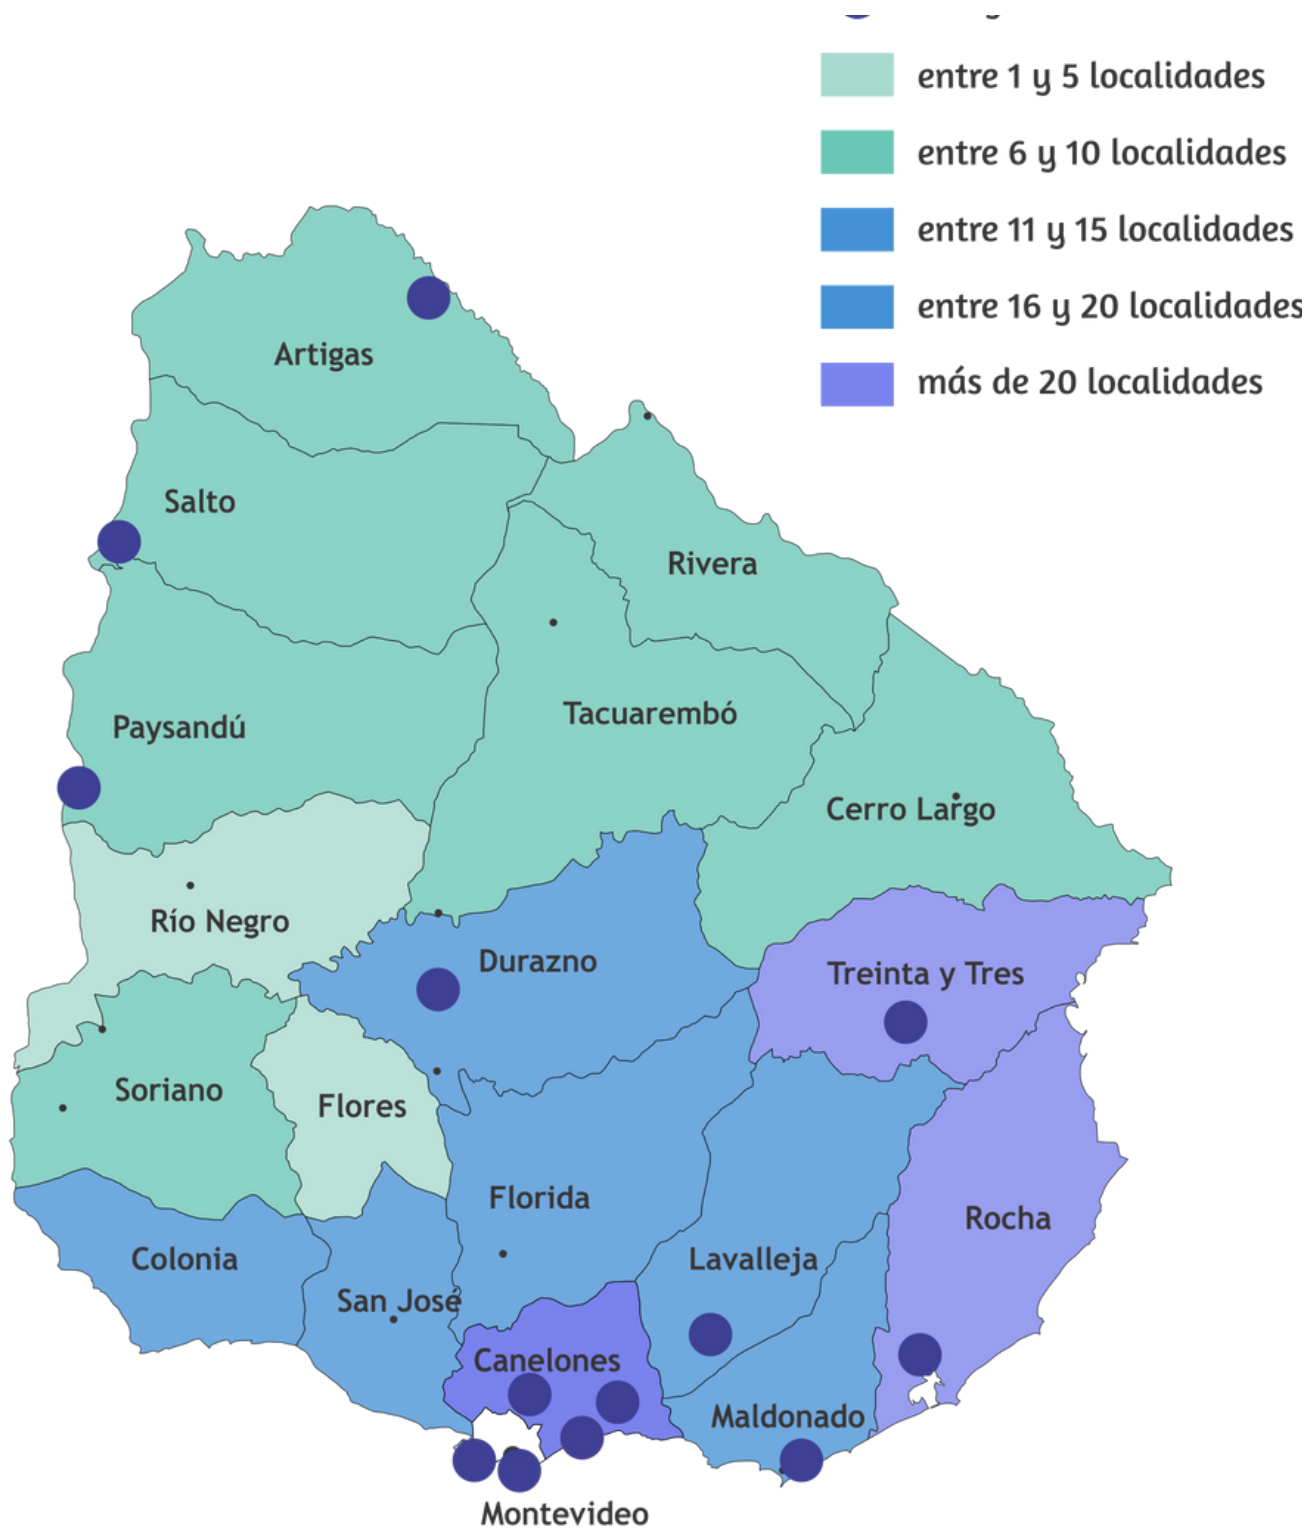 entre 1 y 5 localidades
entre 6 y 10 localidades
entre 11 y 15 localidades
entre 16 y 20 localidades
más de 20 localidades
Artigas
Salto
Rivera
Paysandú
Tacuarembó
Cerro Largo
Río Negro
Durazno
Treinta y Tres
Soriano
Flores
Florida
Rocha
Colonia
Lavalleja
San José
Canelones
Maldonado
Montevideo